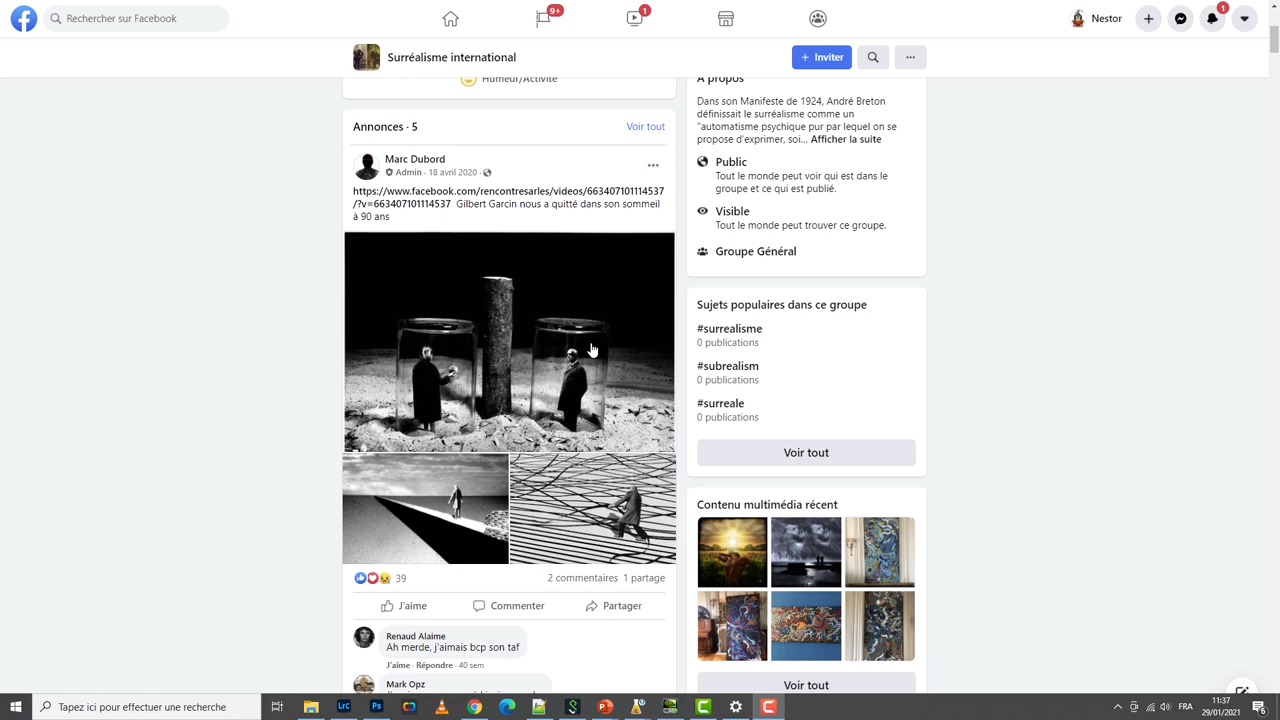 Rechercher sur Facebook
9+
1
Nestor
1
Surréalisme international
+ Inviter
Humeur/Activité
Annonces · 5
Voir tout
Marc Dubord
Admin · 18 avril 2020 ·
https://www.facebook.com/rencontresarles/videos/663407101114537
/?v=663407101114537 Gilbert Garcin nous a quitté dans son sommeil
à 90 ans
39
2 commentaires 1 partage
J'aime
Commenter
Partager
Renaud Alaime
Ah merde, j'aimais bcp son taf
J'aime · Répondre · 40 sem
Mark Opz
À propos
Dans son Manifeste de 1924, André Breton
définissait le surréalisme comme un
"automatisme psychique pur par lequel on se
propose d'exprimer, soi... Afficher la suite
Public
Tout le monde peut voir qui est dans le
groupe et ce qui est publié.
Visible
Tout le monde peut trouver ce groupe.
Groupe Général
Sujets populaires dans ce groupe
#surrealisme
0 publications
#subrealism
0 publications
#surreale
0 publications
Voir tout
Contenu multimédia récent
Voir tout
Tapez ici pour effectuer une recherche
LrC
Ps
FRA
11:37
29/01/2021
6